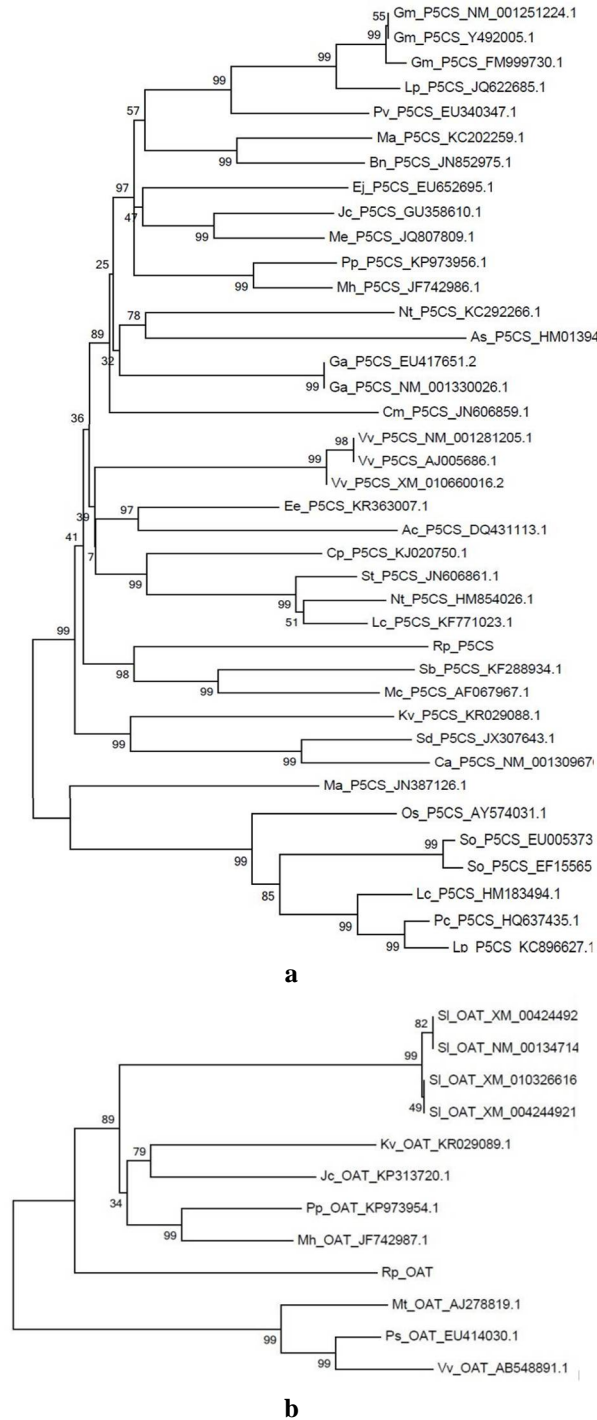 55
Gm_P5CS_NM_001251224.1
99
Gm_P5CS_Y492005.1
99
Gm_P5CS_FM999730.1
99
Lp_P5CS_JQ622685.1
57
Pv_P5CS_EU340347.1
Ma_P5CS_KC202259.1
99
Bn_P5CS_JN852975.1
97
Ej_P5CS_EU652695.1
47
Jc_P5CS_GU358610.1
99
Me_P5CS_JQ807809.1
25
Pp_P5CS_KP973956.1
99
Mh_P5CS_JF742986.1
78
Nt_P5CS_KC292266.1
89
As_P5CS_HM01394
32
Ga_P5CS_EU417651.2
99
Ga_P5CS_NM_001330026.1
36
Cm_P5CS_JN606859.1
98
Vv_P5CS_NM_001281205.1
99
Vv_P5CS_AJ005686.1
Vv_P5CS_XM_010660016.2
39
97
Ee_P5CS_KR363007.1
Ac_P5CS_DQ431113.1
41
7
Cp_P5CS_KJ020750.1
99
St_P5CS_JN606861.1
99
Nt_P5CS_HM854026.1
51
Lc_P5CS_KF771023.1
99
Rp_P5CS
98
Sb_P5CS_KF288934.1
99
Mc_P5CS_AF067967.1
Kv_P5CS_KR029088.1
99
Sd_P5CS_JX307643.1
99
Ca_P5CS_NM_001309676
Ma_P5CS_JN387126.1
Os_P5CS_AY574031.1
99
99
So_P5CS_EU005373
So_P5CS_EF15565
85
Lc_P5CS_HM183494.1
99
Pc_P5CS_HQ637435.1
99
Lp_P5CS_KC896627.1
a
82
Sl_OAT_XM_00424492
Sl_OAT_NM_00134714
99
Sl_OAT_XM_010326616
49
Sl_OAT_XM_004244921
89
79
Kv_OAT_KR029089.1
Jc_OAT_KP313720.1
34
Pp_OAT_KP973954.1
99
Mh_OAT_JF742987.1
Rp_OAT
Mt_OAT_AJ278819.1
99
Ps_OAT_EU414030.1
99
Vv_OAT_AB548891.1
b